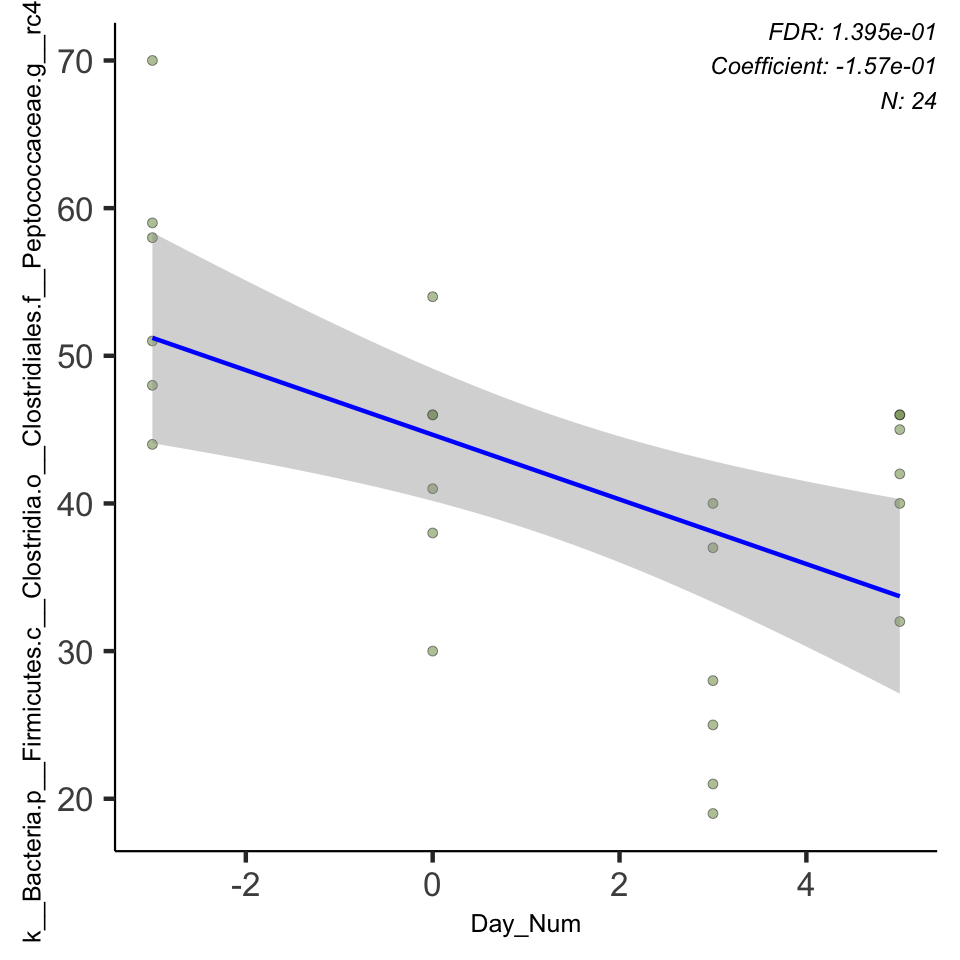 FDR: 1.395e-01
Coefficient: -1.57e-01
N: 24
k__Bacteria.p__Firmicutes.c__Clostridia.o__Clostridiales.f__Peptococcaceae.g__rc4
70
60
50
40
30
20
-2
0
2
4
Day_Num